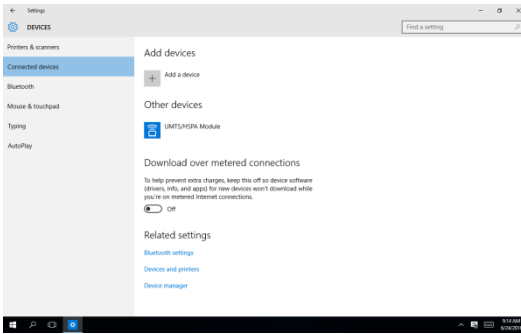 Settings
DEVICES
Find a setting
Printers & scanners
Connected devices
Bluetooth
Mouse & touchpad
Typing
AutoPlay
Add devices
Add a device
Other devices
UMTS/HSPA Module
Download over metered connections
To help prevent extra charges, keep this off so device software
(drivers, info, and apps) for new devices won't download while
you're on metered Internet connections.
Off
Related settings
Bluetooth settings
Devices and printers
Device manager
9:14 AM